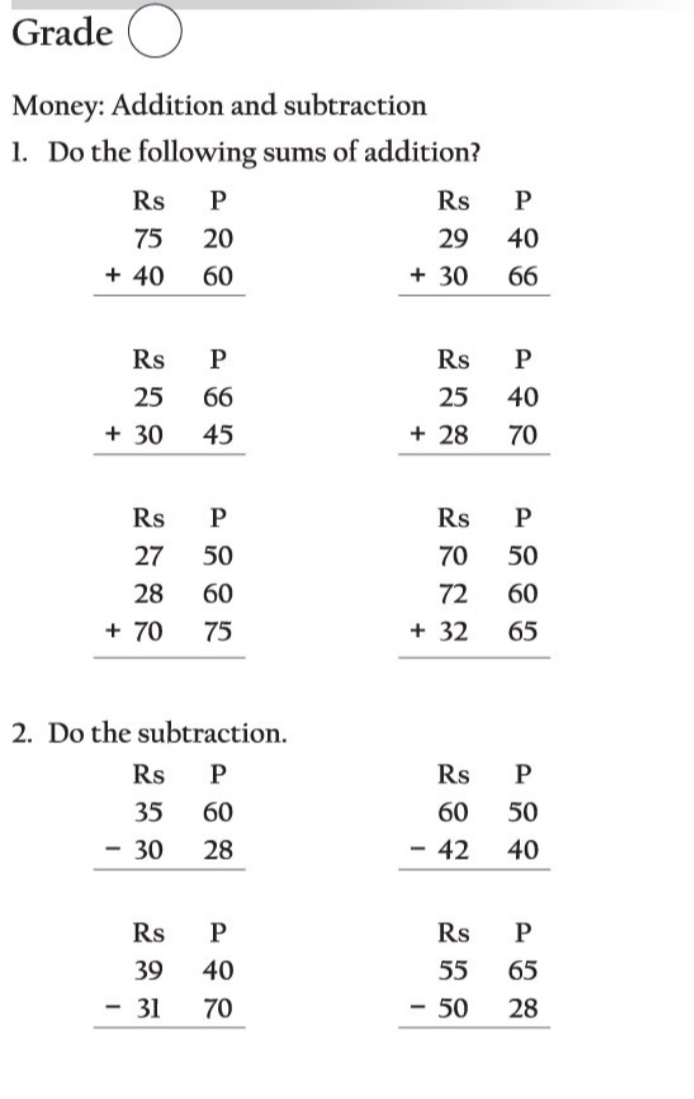 Grade
Money: Addition and subtraction
1. Do the following sums of addition?
Rs P Rs P
75 20 29 40
+ 40 60 + 30 66
Rs P Rs P
25 66 25 40
+ 30 45 + 28 70
Rs P Rs P
27 50 70 50
28 60 72 60
+ 70 75 + 32 65
2. Do the subtraction.
Rs P Rs P
35 60 60 50
– 30 28 – 42 40
Rs P Rs P
39 40 55 65
– 31 70 – 50 28